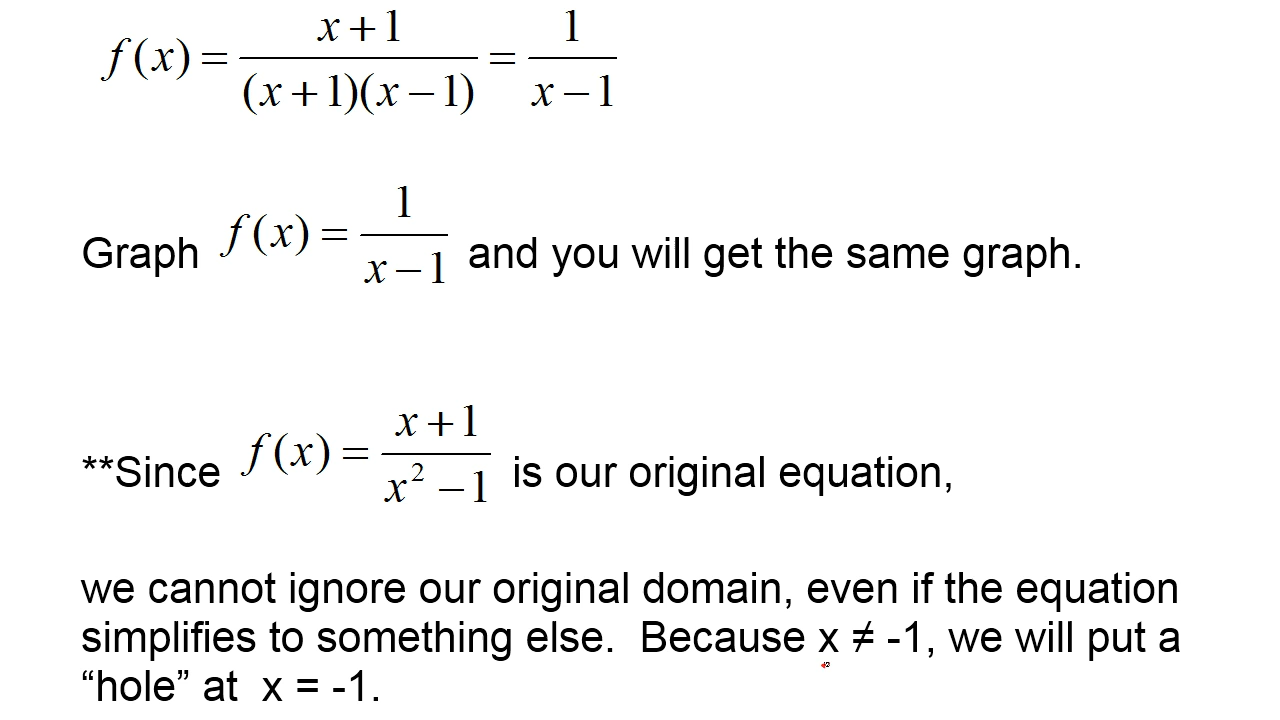 f(x) = (x+1)/((x+1)(x−1)) = 1/(x−1)
Graph f(x) = 1/(x−1) and you will get the same graph.
**Since f(x) = (x+1)/(x²−1) is our original equation,
we cannot ignore our original domain, even if the equation
simplifies to something else. Because x ≠ -1, we will put a
“hole” at x = -1.